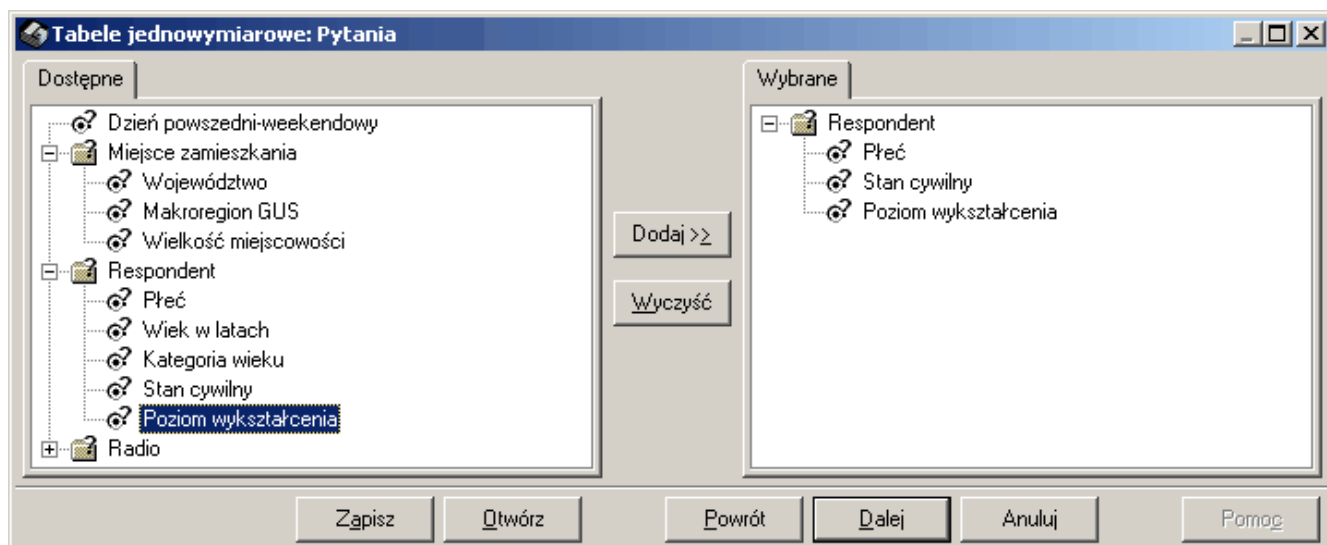 Tabele jednowymiarowe: Pytania
Dostępne
Dzień powszedni-weekendowy
Miejsce zamieszkania
Województwo
Makroregion GUS
Wielkość miejscowości
Respondent
Płeć
Wiek w latach
Kategoria wieku
Stan cywilny
Poziom wykształcenia
Radio
Dodaj >>
Wyczyść
Wybrane
Respondent
Płeć
Stan cywilny
Poziom wykształcenia
Zapisz
Otwórz
Powrót
Dalej
Anuluj
Pomoc